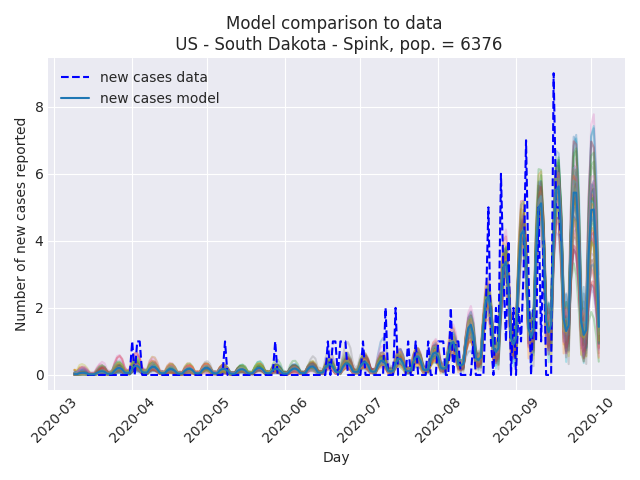 Model comparison to data
US - South Dakota - Spink, pop. = 6376
new cases data
new cases model
Number of new cases reported
8
6
4
2
0
2020-03
2020-04
2020-05
2020-06
2020-07
2020-08
2020-09
2020-10
Day